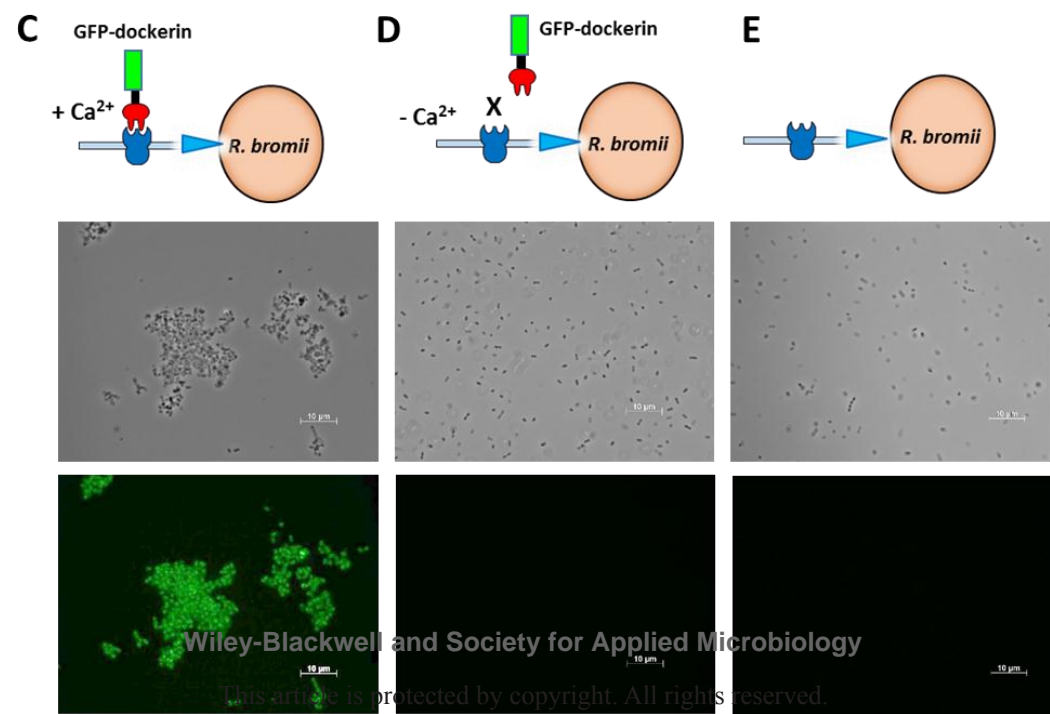 C
GFP-dockerin
+ Ca²⁺
R. bromii
D
GFP-dockerin
X
- Ca²⁺
R. bromii
E
R. bromii
10 µm
10 µm
10 µm
10 µm
10 µm
10 µm
Wiley-Blackwell and Society for Applied Microbiology
This article is protected by copyright. All rights reserved.